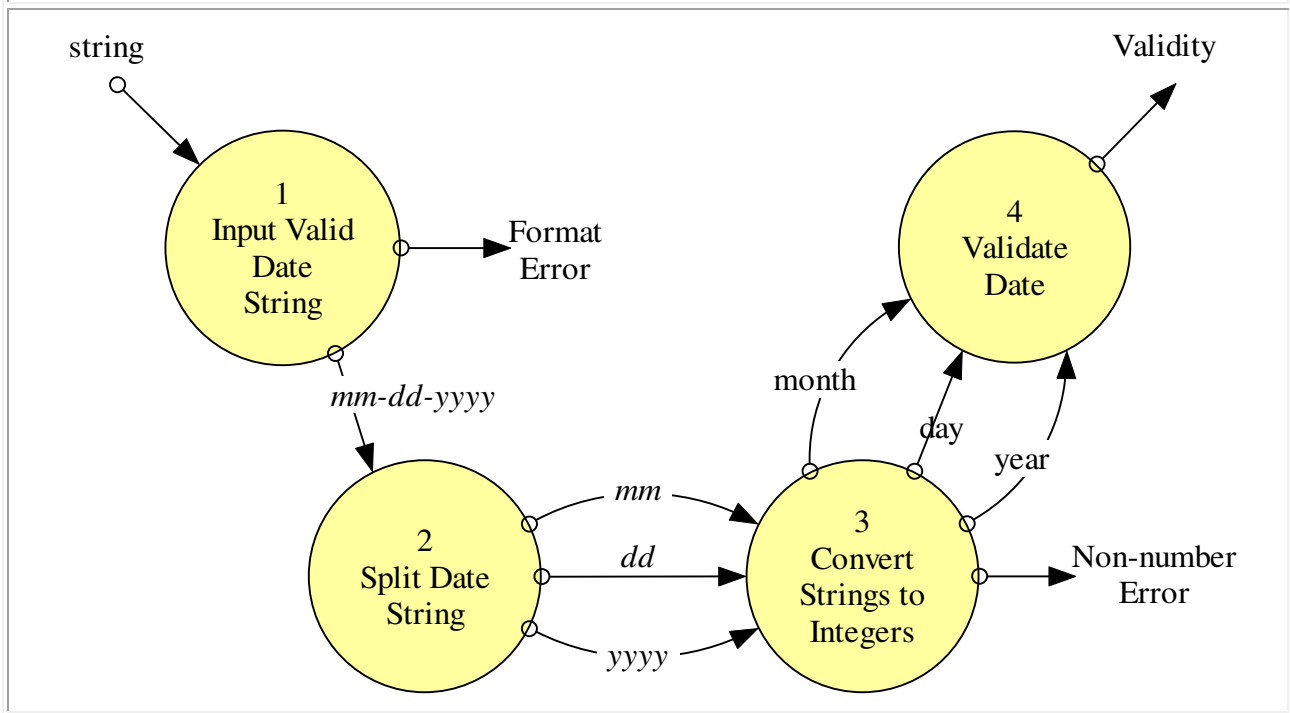 string
Validity
1
Input Valid
Date
String
Format
Error
4
Validate
Date
mm-dd-yyyy
month
day
year
2
Split Date
String
mm
dd
yyyy
3
Convert
Strings to
Integers
Non-number
Error